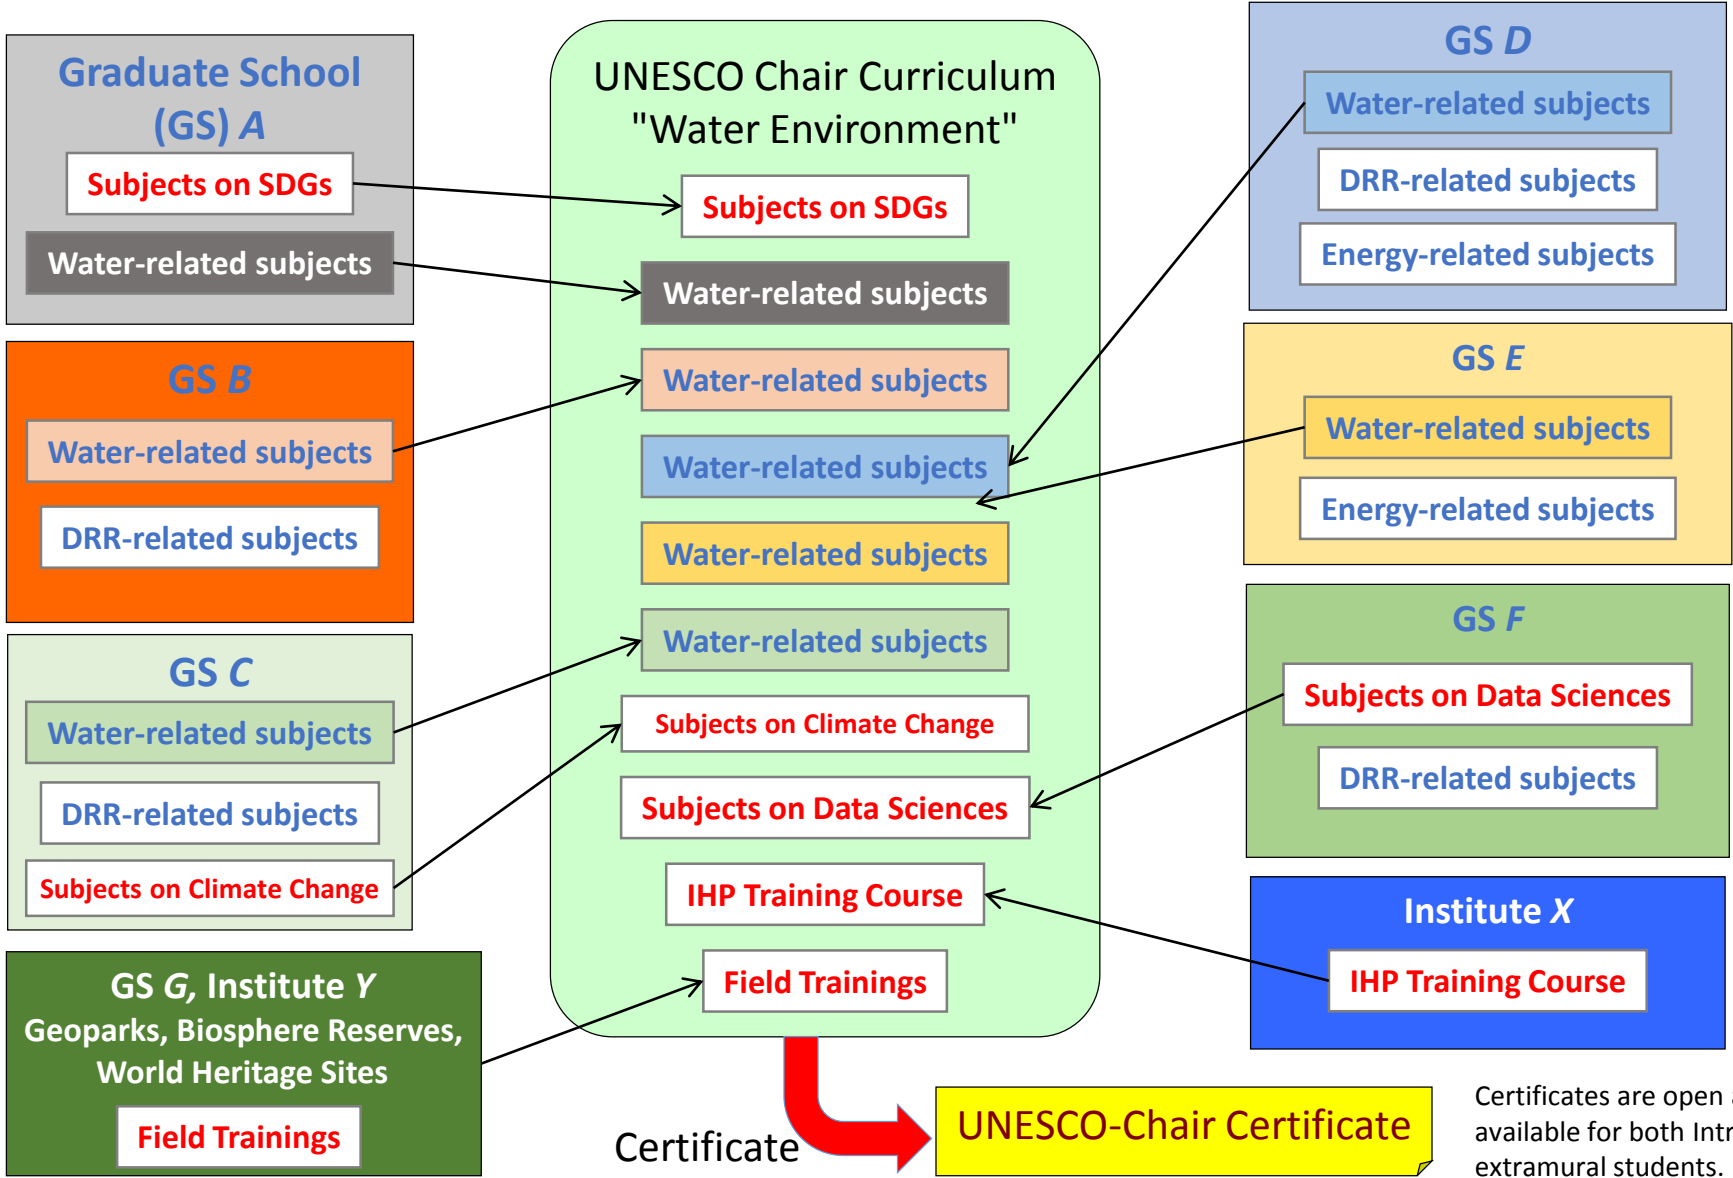 Graduate School
(GS) A
Subjects on SDGs
Water-related subjects
GS B
Water-related subjects
DRR-related subjects
GS C
Water-related subjects
DRR-related subjects
Subjects on Climate Change
GS G, Institute Y
Geoparks, Biosphere Reserves,
World Heritage Sites
Field Trainings
UNESCO Chair Curriculum
"Water Environment"
Subjects on SDGs
Water-related subjects
Water-related subjects
Water-related subjects
Water-related subjects
Water-related subjects
Subjects on Climate Change
Subjects on Data Sciences
IHP Training Course
Field Trainings
GS D
Water-related subjects
DRR-related subjects
Energy-related subjects
GS E
Water-related subjects
Energy-related subjects
GS F
Subjects on Data Sciences
DRR-related subjects
Institute X
IHP Training Course
Certificate
UNESCO-Chair Certificate
Certificates are open
available for both
extramural students.